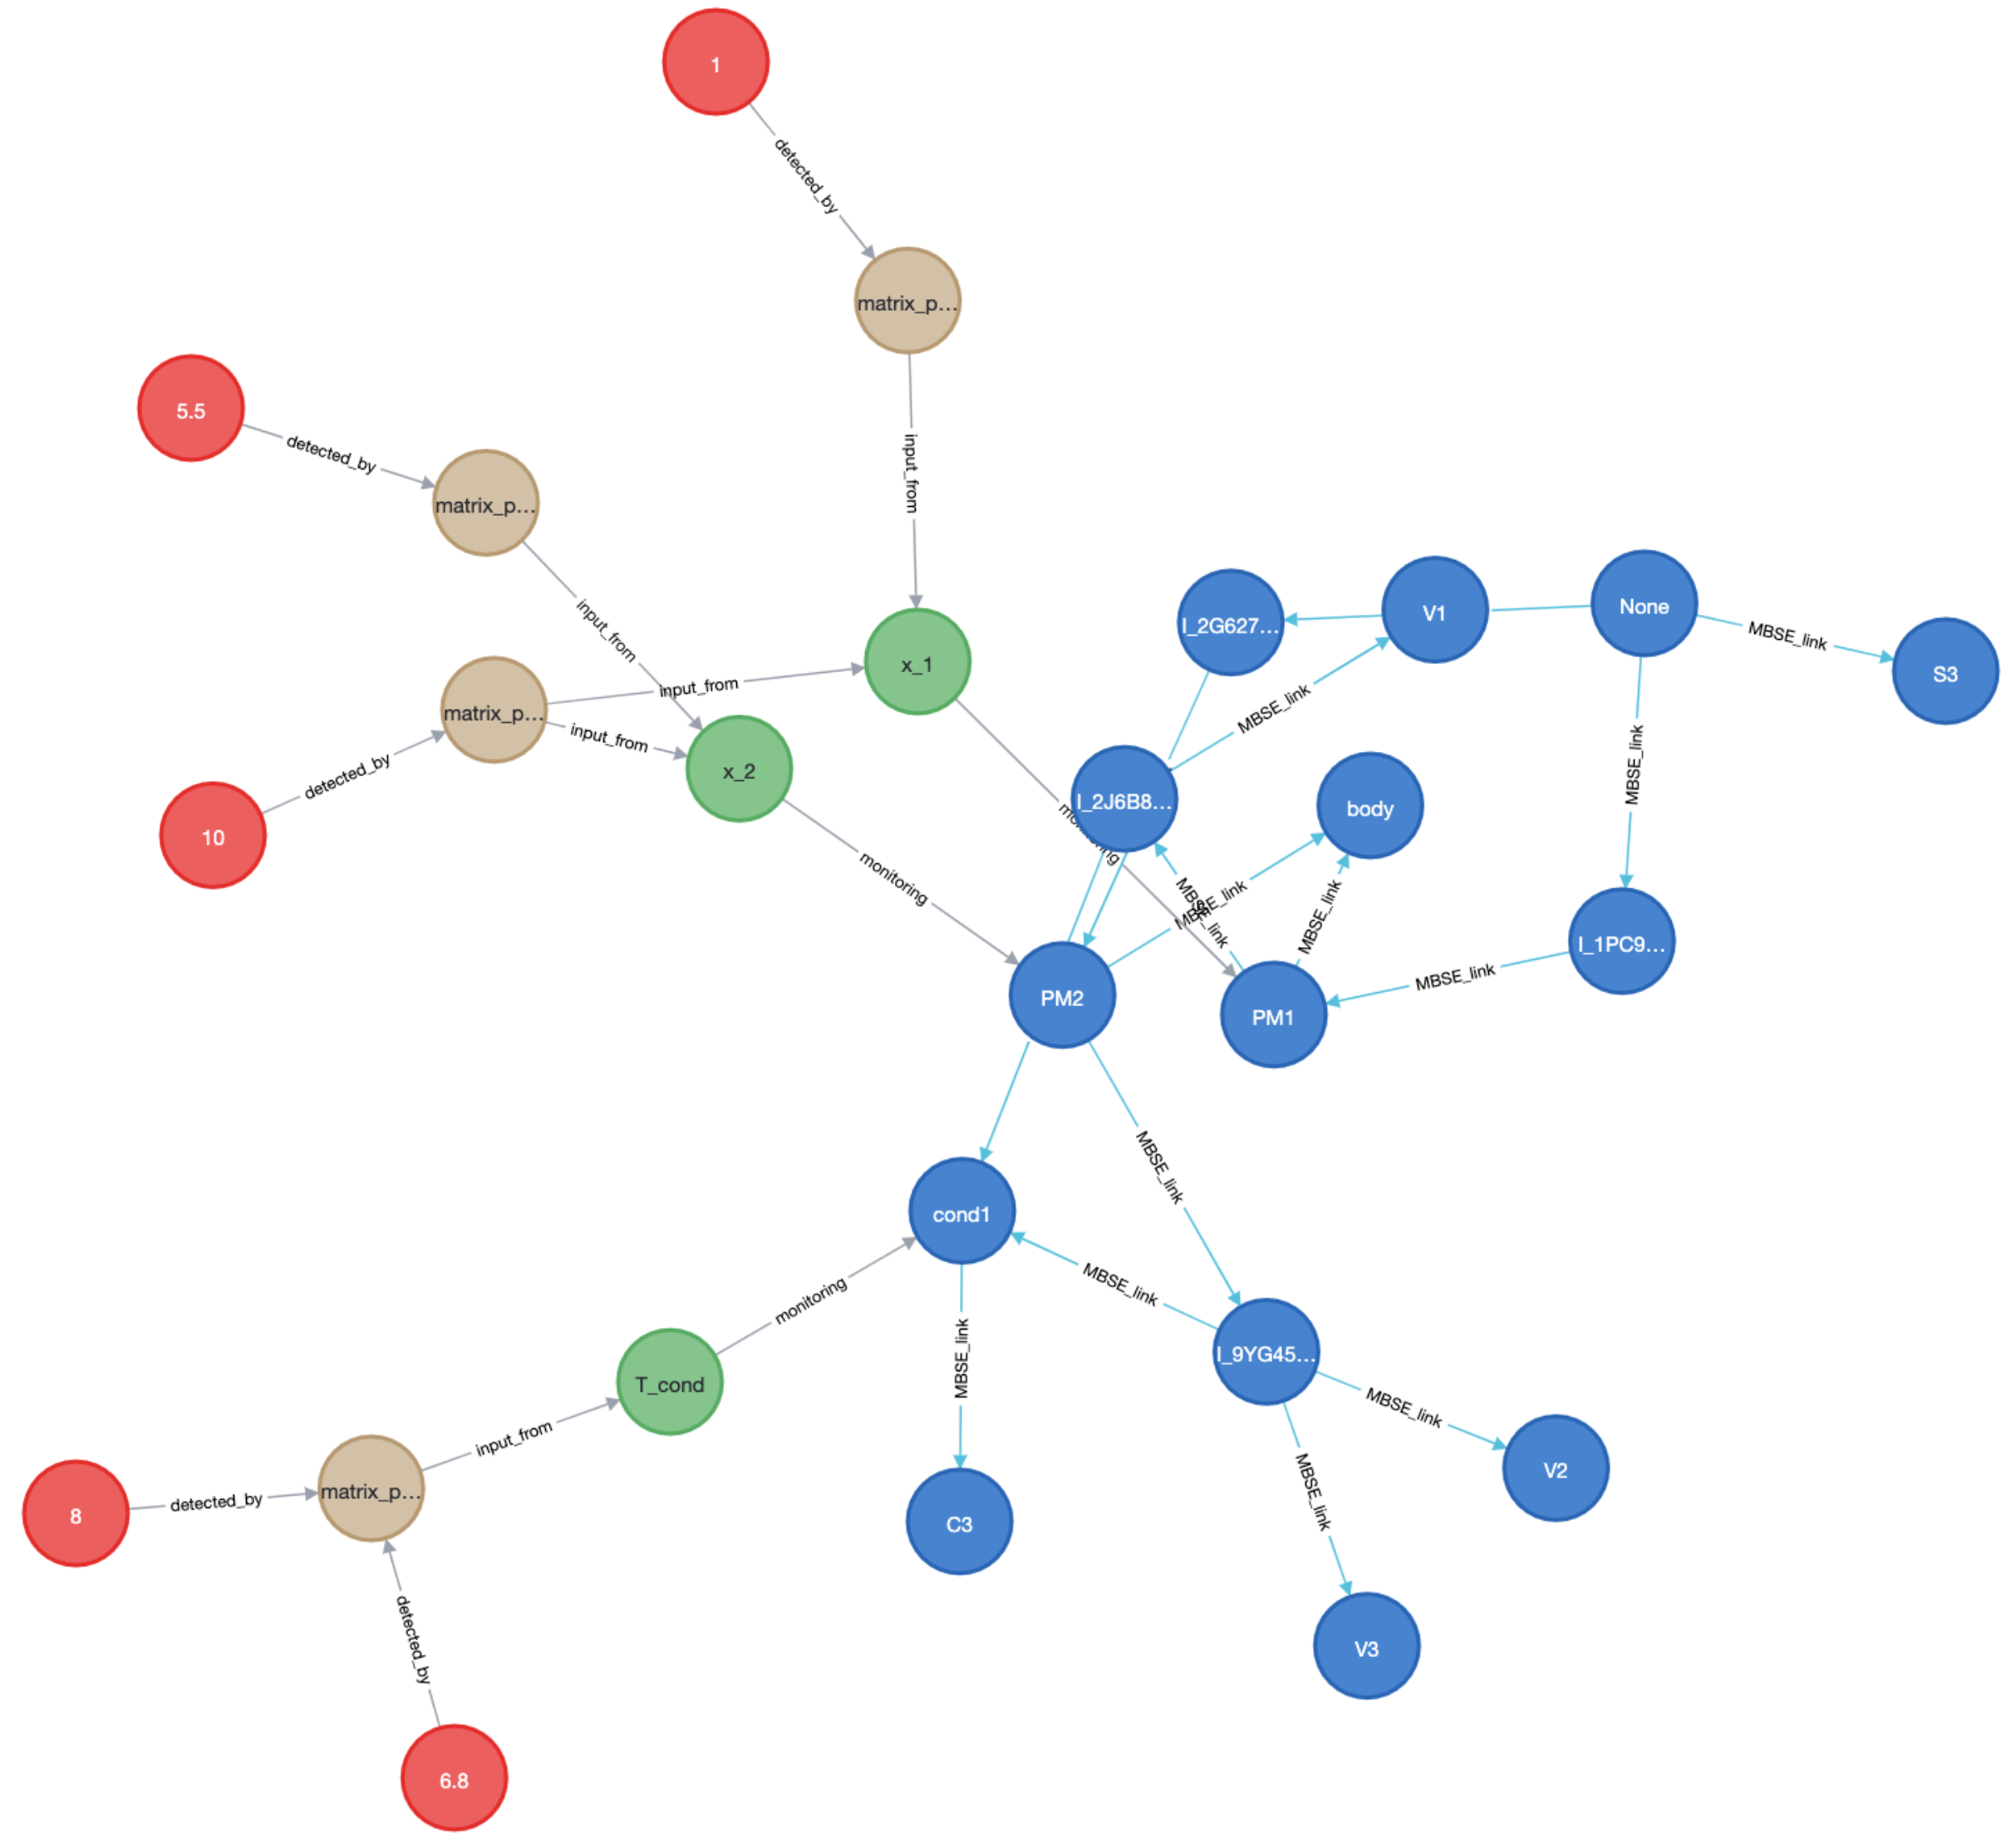 1
detected_by
matrix_p...
5.5
detected_by
matrix_p...
input_from
input_from
matrix_p...
input_from
input_from
x_1
x_2
10
detected_by
monitoring
monitoring
I_2G627...
V1
None
MBSE_link
S3
MBSE_link
I_2J6B8...
body
MBSE_link
MBSE_link
MBSE_link
MBSE_link
I_1PC9...
MBSE_link
PM2
PM1
MBSE_link
cond1
MBSE_link
monitoring
MBSE_link
I_9YG45...
T_cond
MBSE_link
input_from
MBSE_link
V2
8
detected_by
matrix_p...
C3
V3
detected_by
6.8